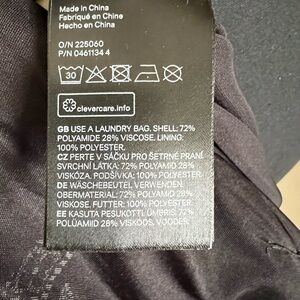 Made in China
Fabriqué en Chine
Hecho en China
O/N 225060
P/N 0461134 4
30
clevercare.info
GB USE A LAUNDRY BAG. SHELL: 72%
POLYAMIDE 28% VISCOSE. LINING:
100% POLYESTER.
CZ PERTE V SÁČKU PRO ŠETRNÉ PRANÍ
SVRCHNÍ LÁTKA: 72% POLYAMID 28%
VISKÓZA. PODŠÍVKA: 100% POLYESTER.
DE WÄSCHEBEUTEL VERWENDEN.
OBERMATERIAL: 72% POLYAMID 28%
VISKOSE. FUTTER: 100% POLYESTER.
EE KASUTA PESUKOTTI. ÜMBRIS: 72%
POLÜAMIID 28% VISKOOS. VOODER: